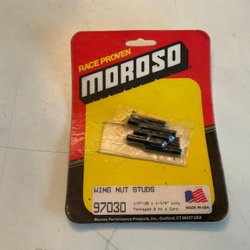 RACE PROVEN
MOROSO
WING NUT STUDS
97030
1/4"-20 x 1-1/4" Long
Packaged 8 to a Card.
MADE IN USA
Moroso Performance Products, Inc., Guilford, CT 06437 USA